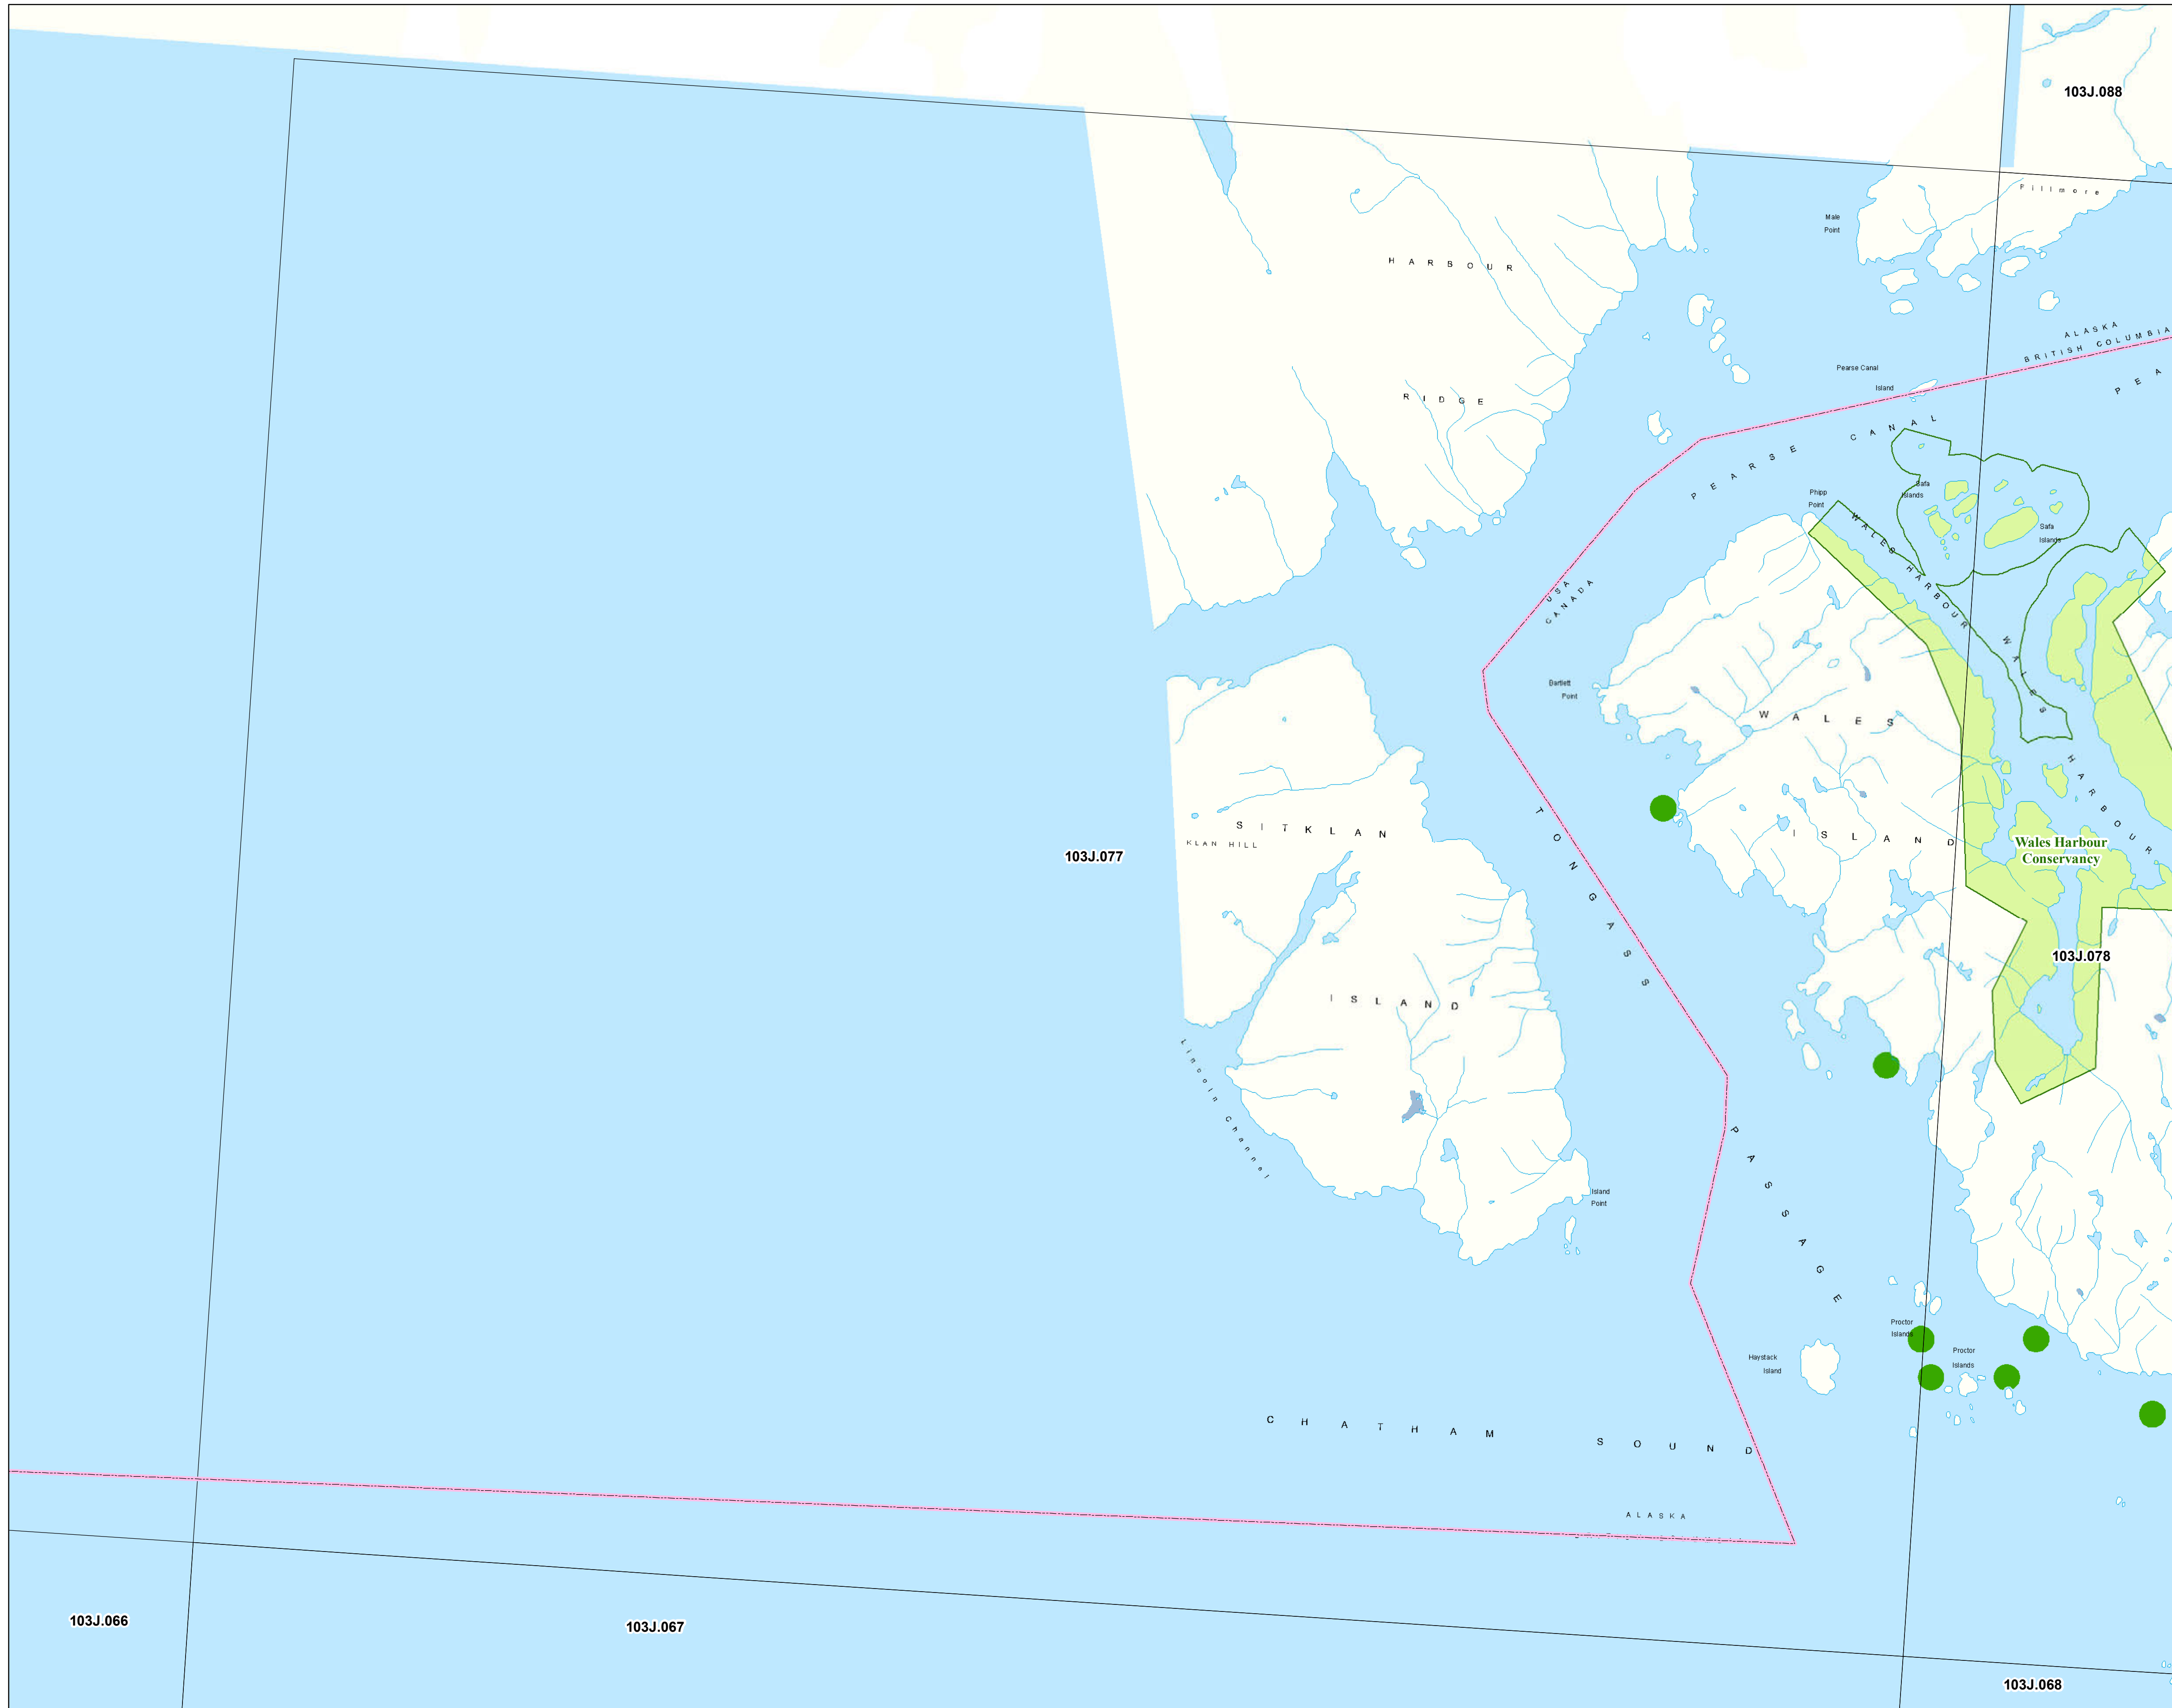 103J.088
Fillmore
Male
Point
HARBOUR
ALASKA
BRITISH COLUMBIA
Pearse Canal
Island
PEA
RIDGE
PEARSE CANAL
Safa
Islands
Phipp
Point
WALES HARBOUR
Safa
Islands
USA
CANADA
WALES
HARBOUR
Bartlett
Point
WALES
ISLAND
TONGASS
SITKLAN
KLAN HILL
Wales Harbour
Conservancy
103J.077
103J.078
ISLAND
Lincoln Channel
PASSAGE
Island
Point
Proctor
Islands
Proctor
Islands
Haystack
Island
CHATHAM SOUND
ALASKA
103J.066
103J.067
103J.068